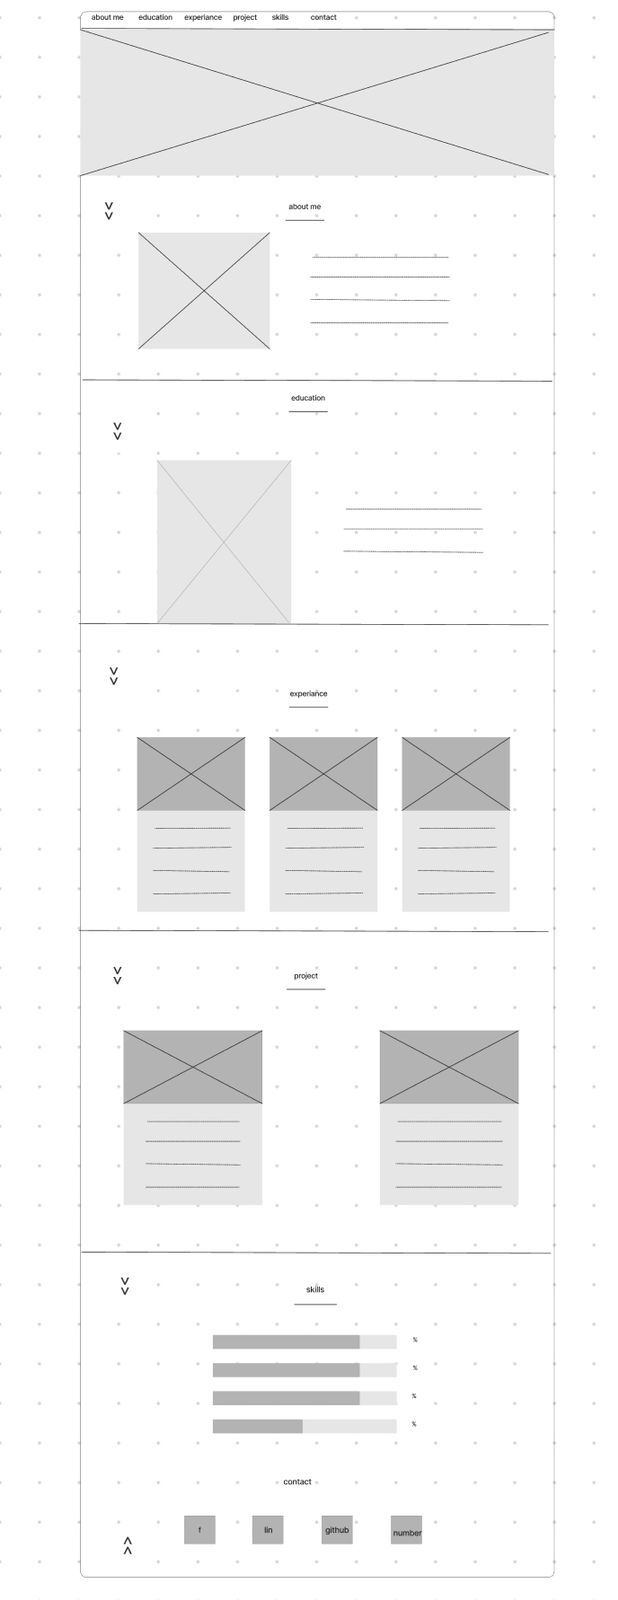 about me education experiance project skills contact
about me
education
experiance
project
skills
%
%
%
%
contact
f lin github number